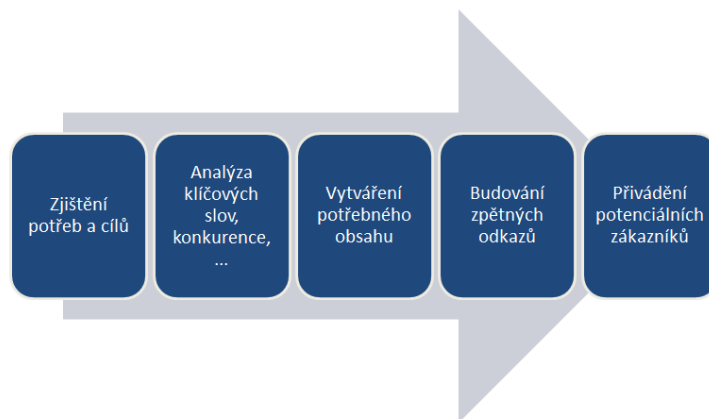 Zjištění
potřeb a cílů
Analýza
klíčových
slov,
konkurence,
...
Vytváření
potřebného
obsahu
Budování
zpětných
odkazů
Přivádění
potenciálních
zákazníků